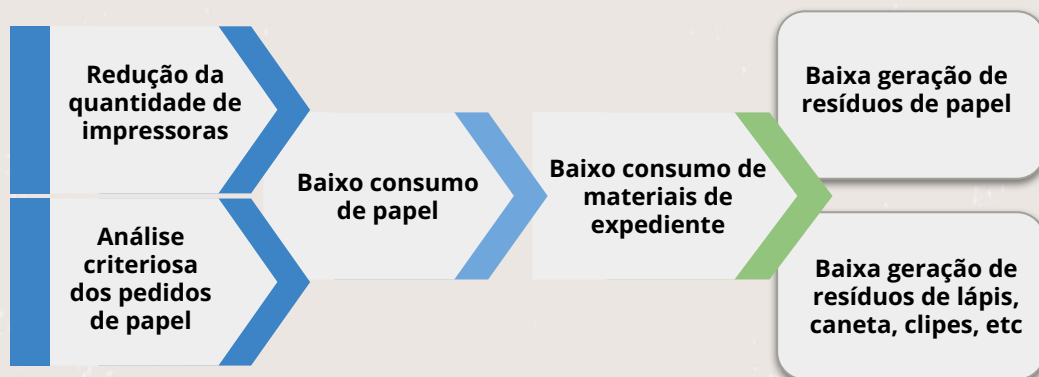 Redução da
quantidade de
impressoras
Análise
criteriosa
dos pedidos
de papel
Baixo consumo
de papel
Baixo consumo de
materiais de
expediente
Baixa geração de
resíduos de papel
Baixa geração de
resíduos de lápis,
caneta, clipes, etc